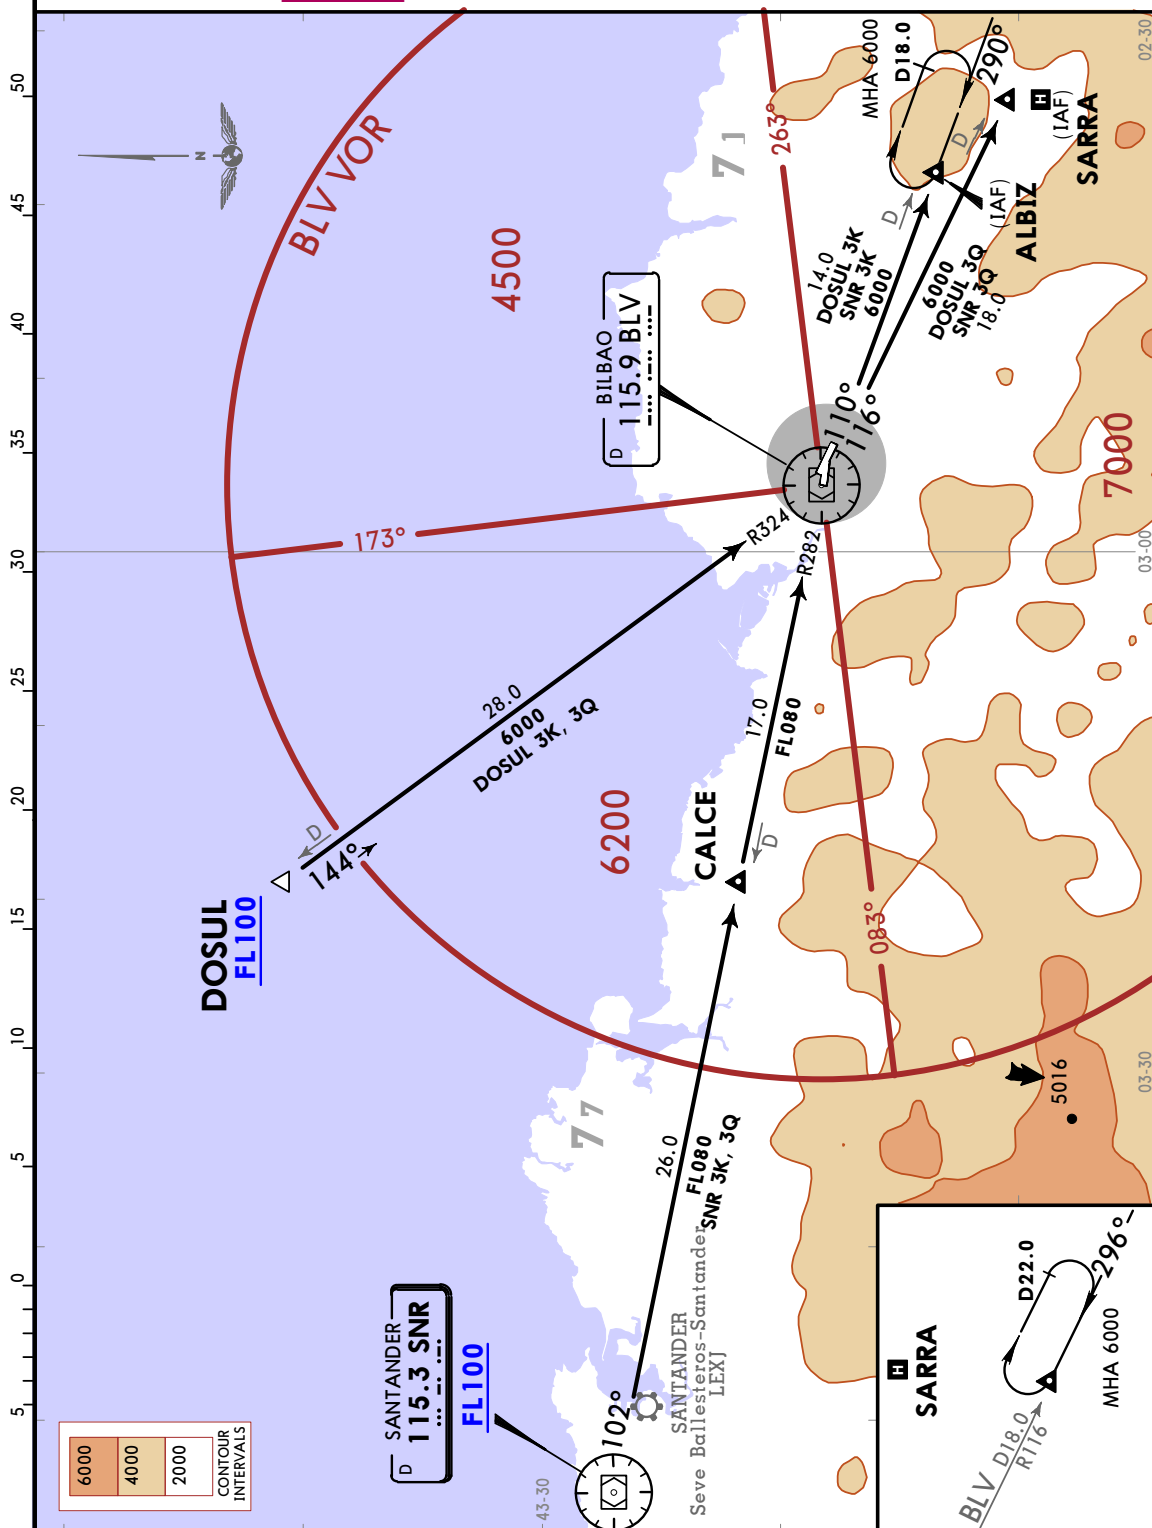 BLV VOR
N
4500
6200
7000
7 1
7 7
263°
173°
083°
D
BILBAO
115.9 BLV
R324
R282
110°
116°
14.0
DOSUL 3K
SNR 3K
6000
6000
DOSUL 3Q
SNR 3Q
18.0
D
D
MHA 6000
D18.0
290°
(IAF)
ALBIZ
H
(IAF)
SARRA
DOSUL
FL100
D
144°
28.0
6000
DOSUL 3K, 3Q
17.0
FL080
CALCE
D
26.0
FL080
SNR 3K, 3Q
D
SANTANDER
115.3 SNR
FL100
102°
SANTANDER
Seve Ballesteros-Santander
LEXJ
5016
6000
4000
2000
CONTOUR
INTERVALS
5
0
5
10
15
20
25
30
35
40
45
50
43-30
03-30
03-00
02-30
H
SARRA
D22.0
296°
MHA 6000
BLV D18.0
R116